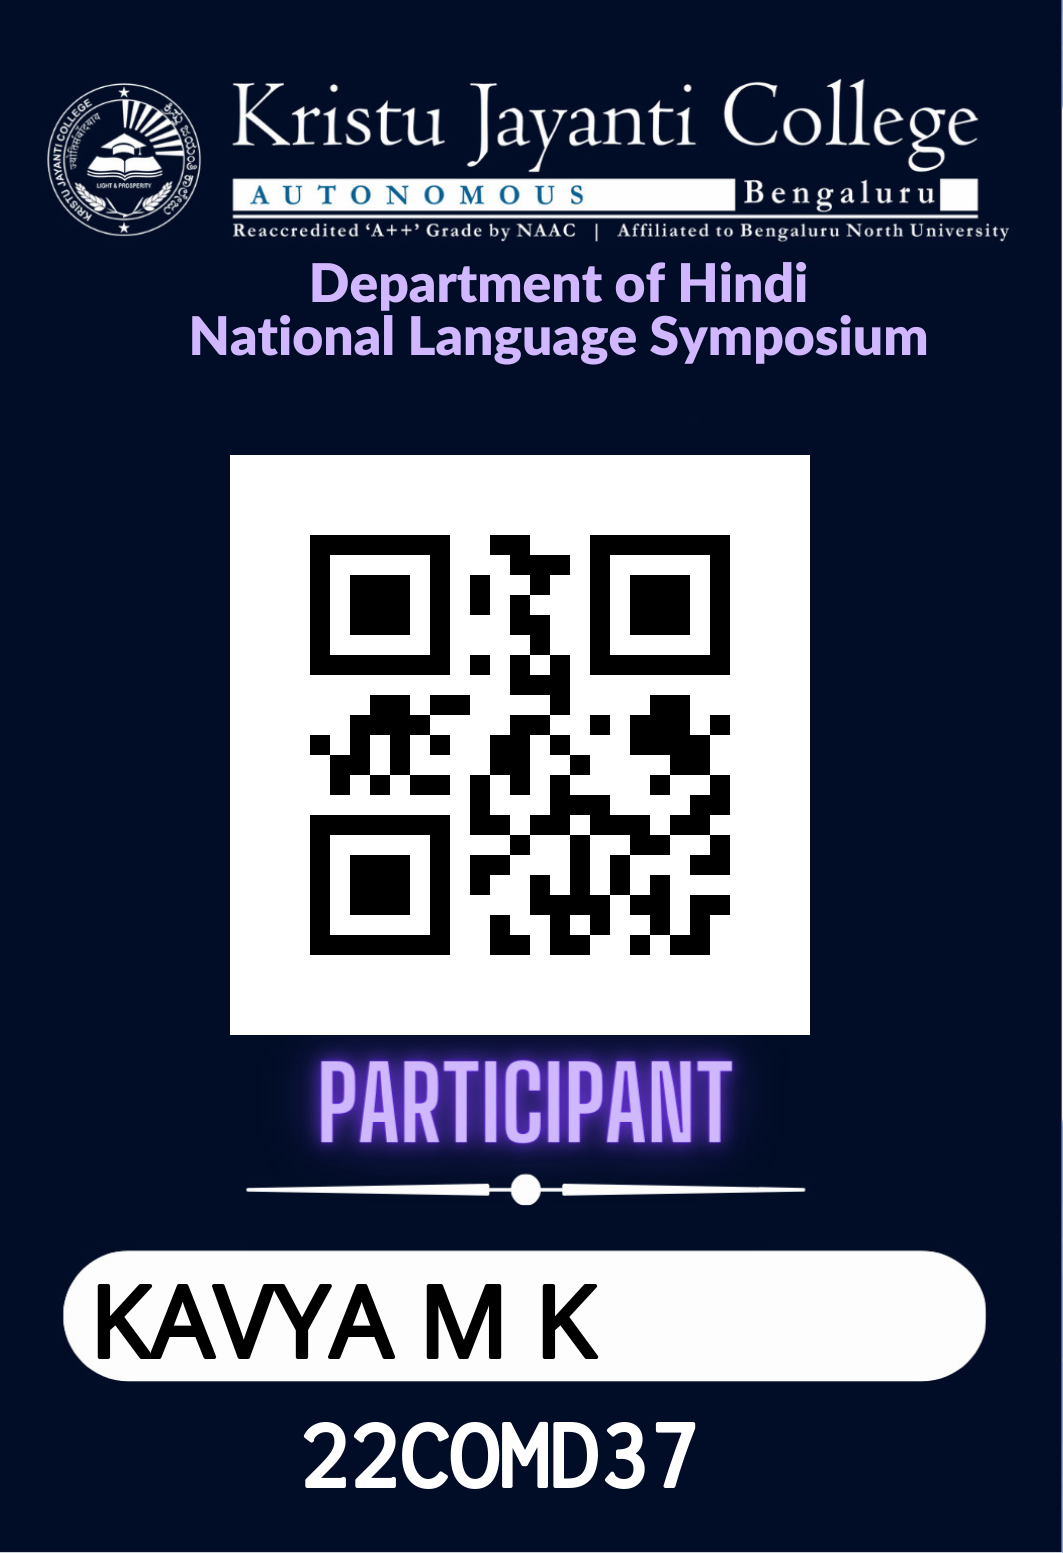 Kristu Jayanti College
AUTONOMOUS Bengaluru
Reaccredited ‘A++’ Grade by NAAC | Affiliated to Bengaluru North University
KRISTU JAYANTI COLLEGE
LIGHT & PROSPERITY
Department of Hindi
National Language Symposium
PARTICIPANT
KAVYA M K
22COMD37